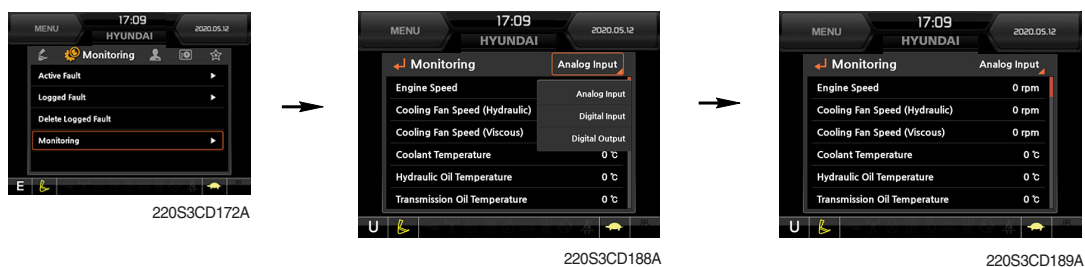 17:09
MENU
HYUNDAI
2020.05.12
Monitoring
Active Fault
Logged Fault
Delete Logged Fault
Monitoring
E
220S3CD172A
17:09
MENU
HYUNDAI
2020.05.12
Monitoring
Analog Input
Engine Speed
Analog Input
Cooling Fan Speed (Hydraulic)
Digital Input
Cooling Fan Speed (Viscous)
Digital Output
Coolant Temperature 0 ℃
Hydraulic Oil Temperature 0 ℃
Transmission Oil Temperature 0 ℃
U
220S3CD188A
17:09
MENU
HYUNDAI
2020.05.12
Monitoring
Analog Input
Engine Speed 0 rpm
Cooling Fan Speed (Hydraulic) 0 rpm
Cooling Fan Speed (Viscous) 0 rpm
Coolant Temperature 0 ℃
Hydraulic Oil Temperature 0 ℃
Transmission Oil Temperature 0 ℃
U
220S3CD189A